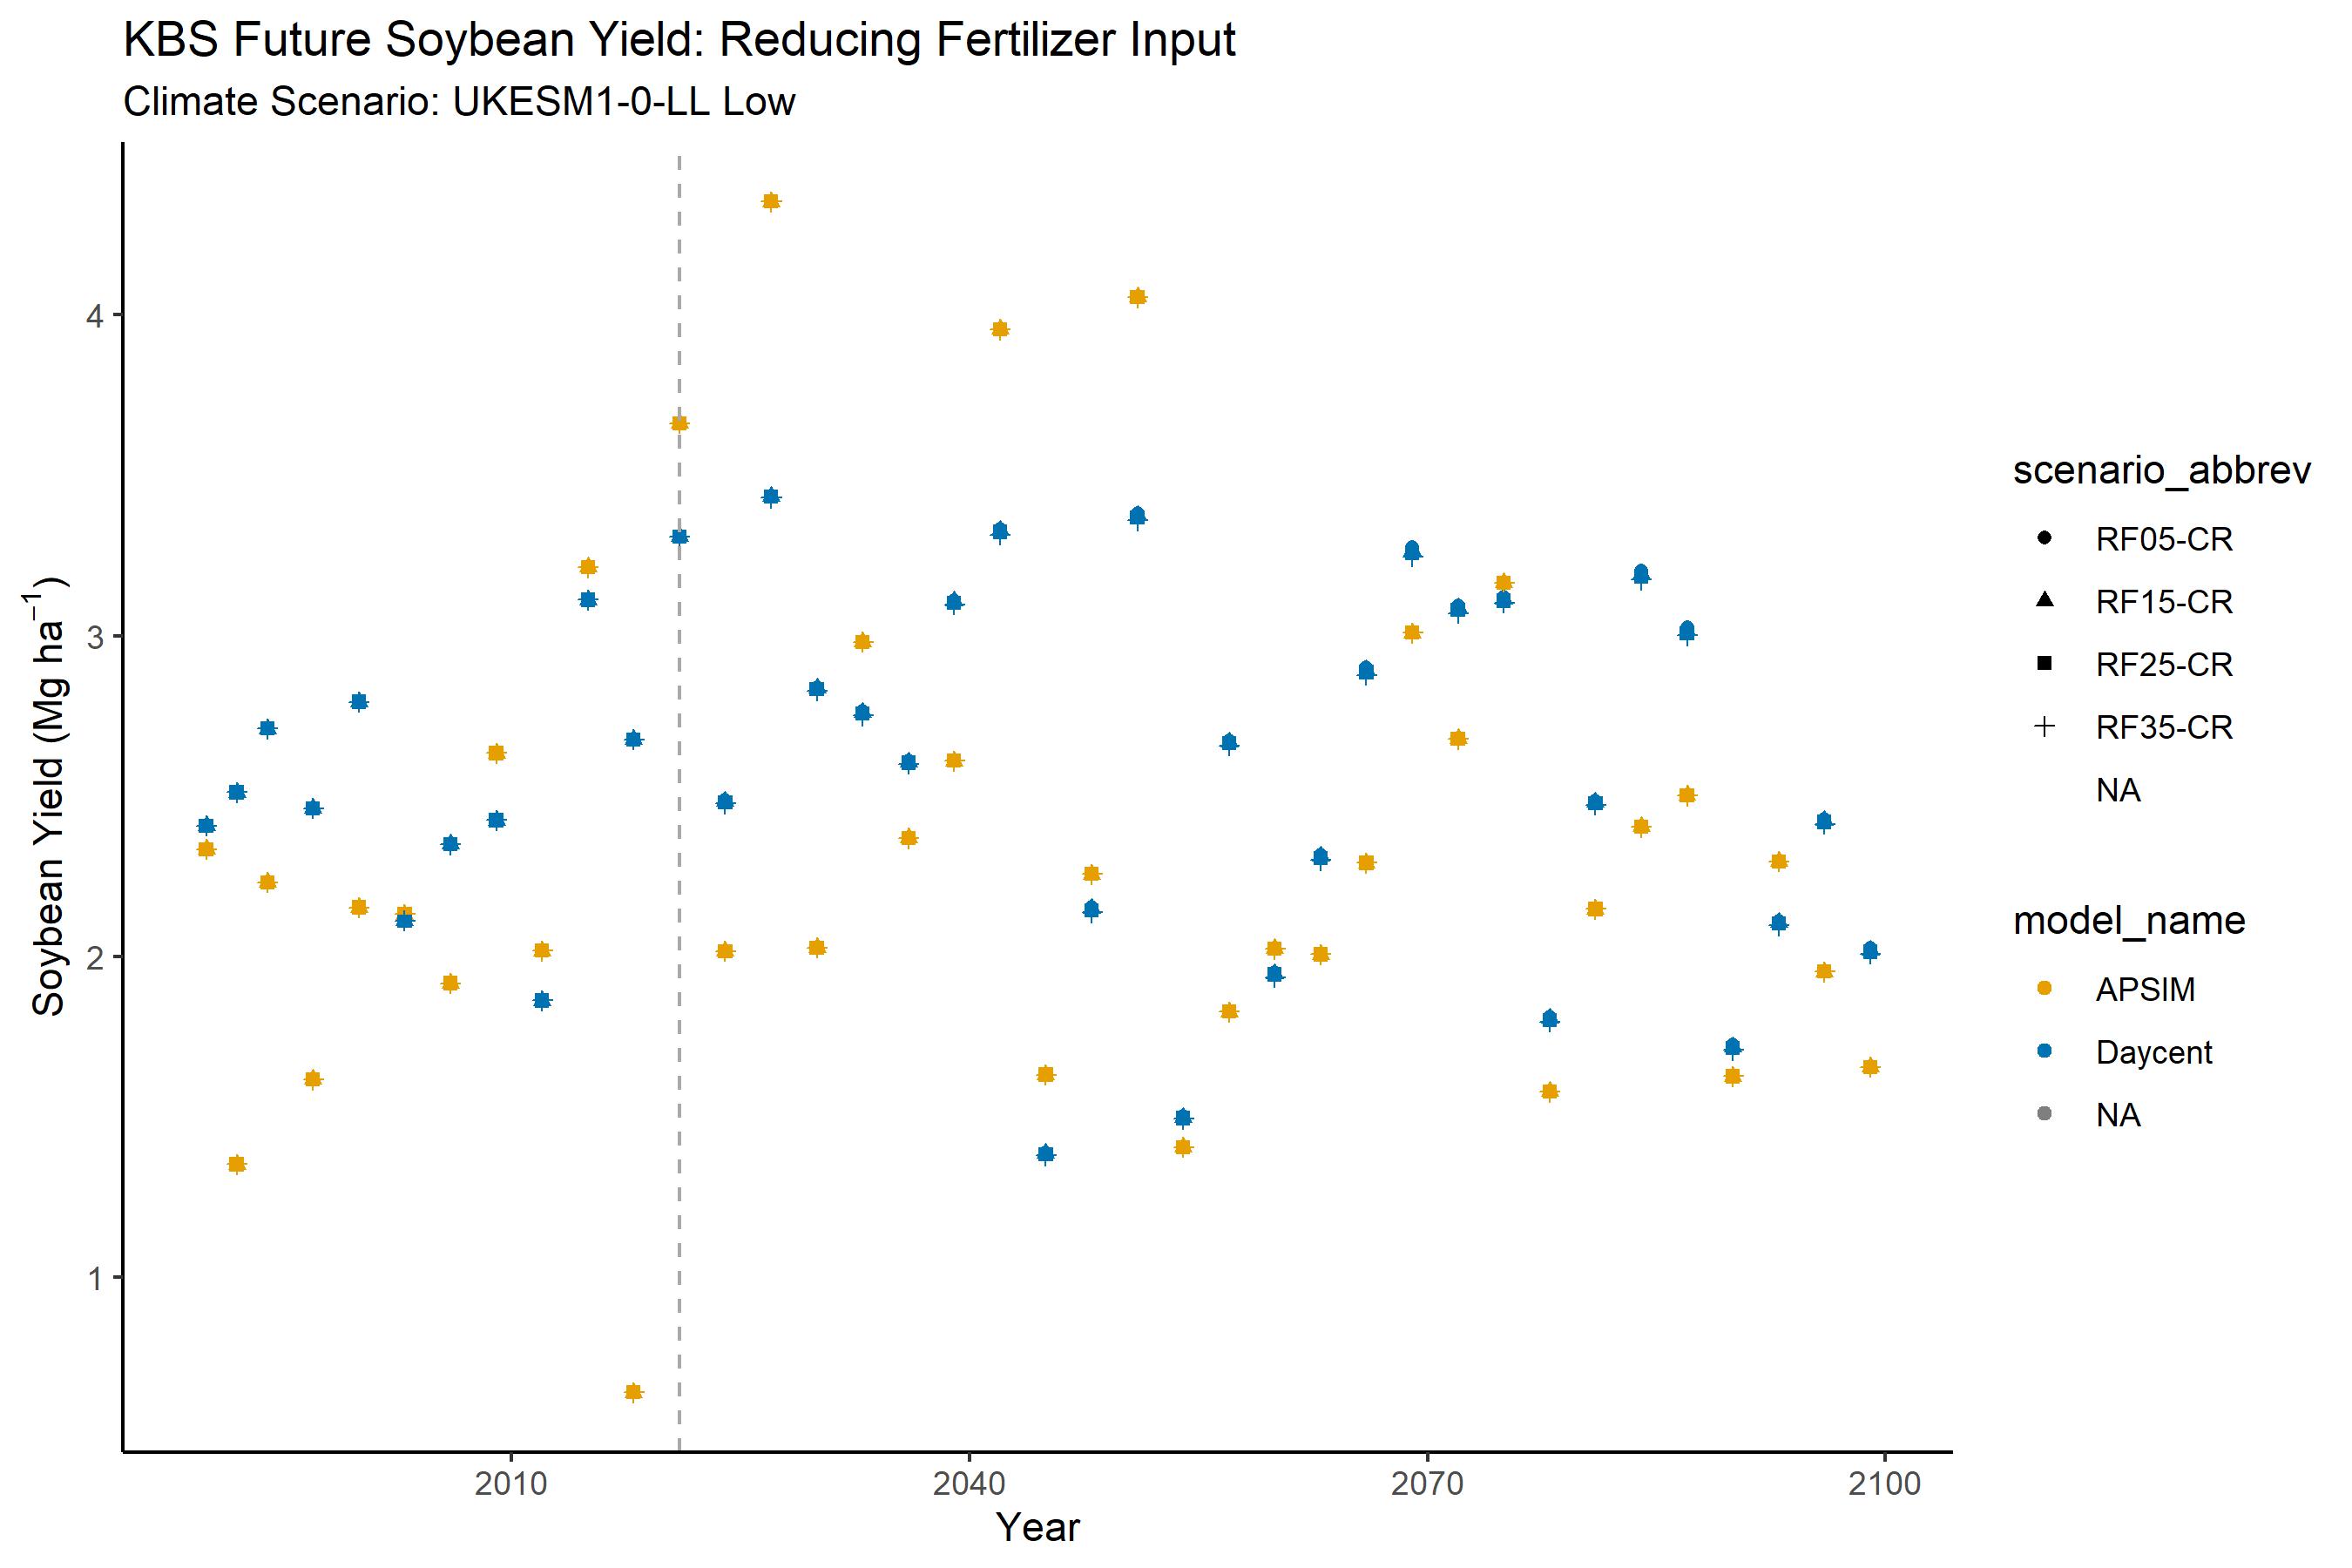 KBS Future Soybean Yield: Reducing Fertilizer Input
Climate Scenario: UKESM1-0-LL Low
Soybean Yield (Mg ha⁻¹)
4
3
2
1
2010
2040
2070
2100
Year
scenario_abbrev
RF05-CR
RF15-CR
RF25-CR
RF35-CR
NA
model_name
APSIM
Daycent
NA